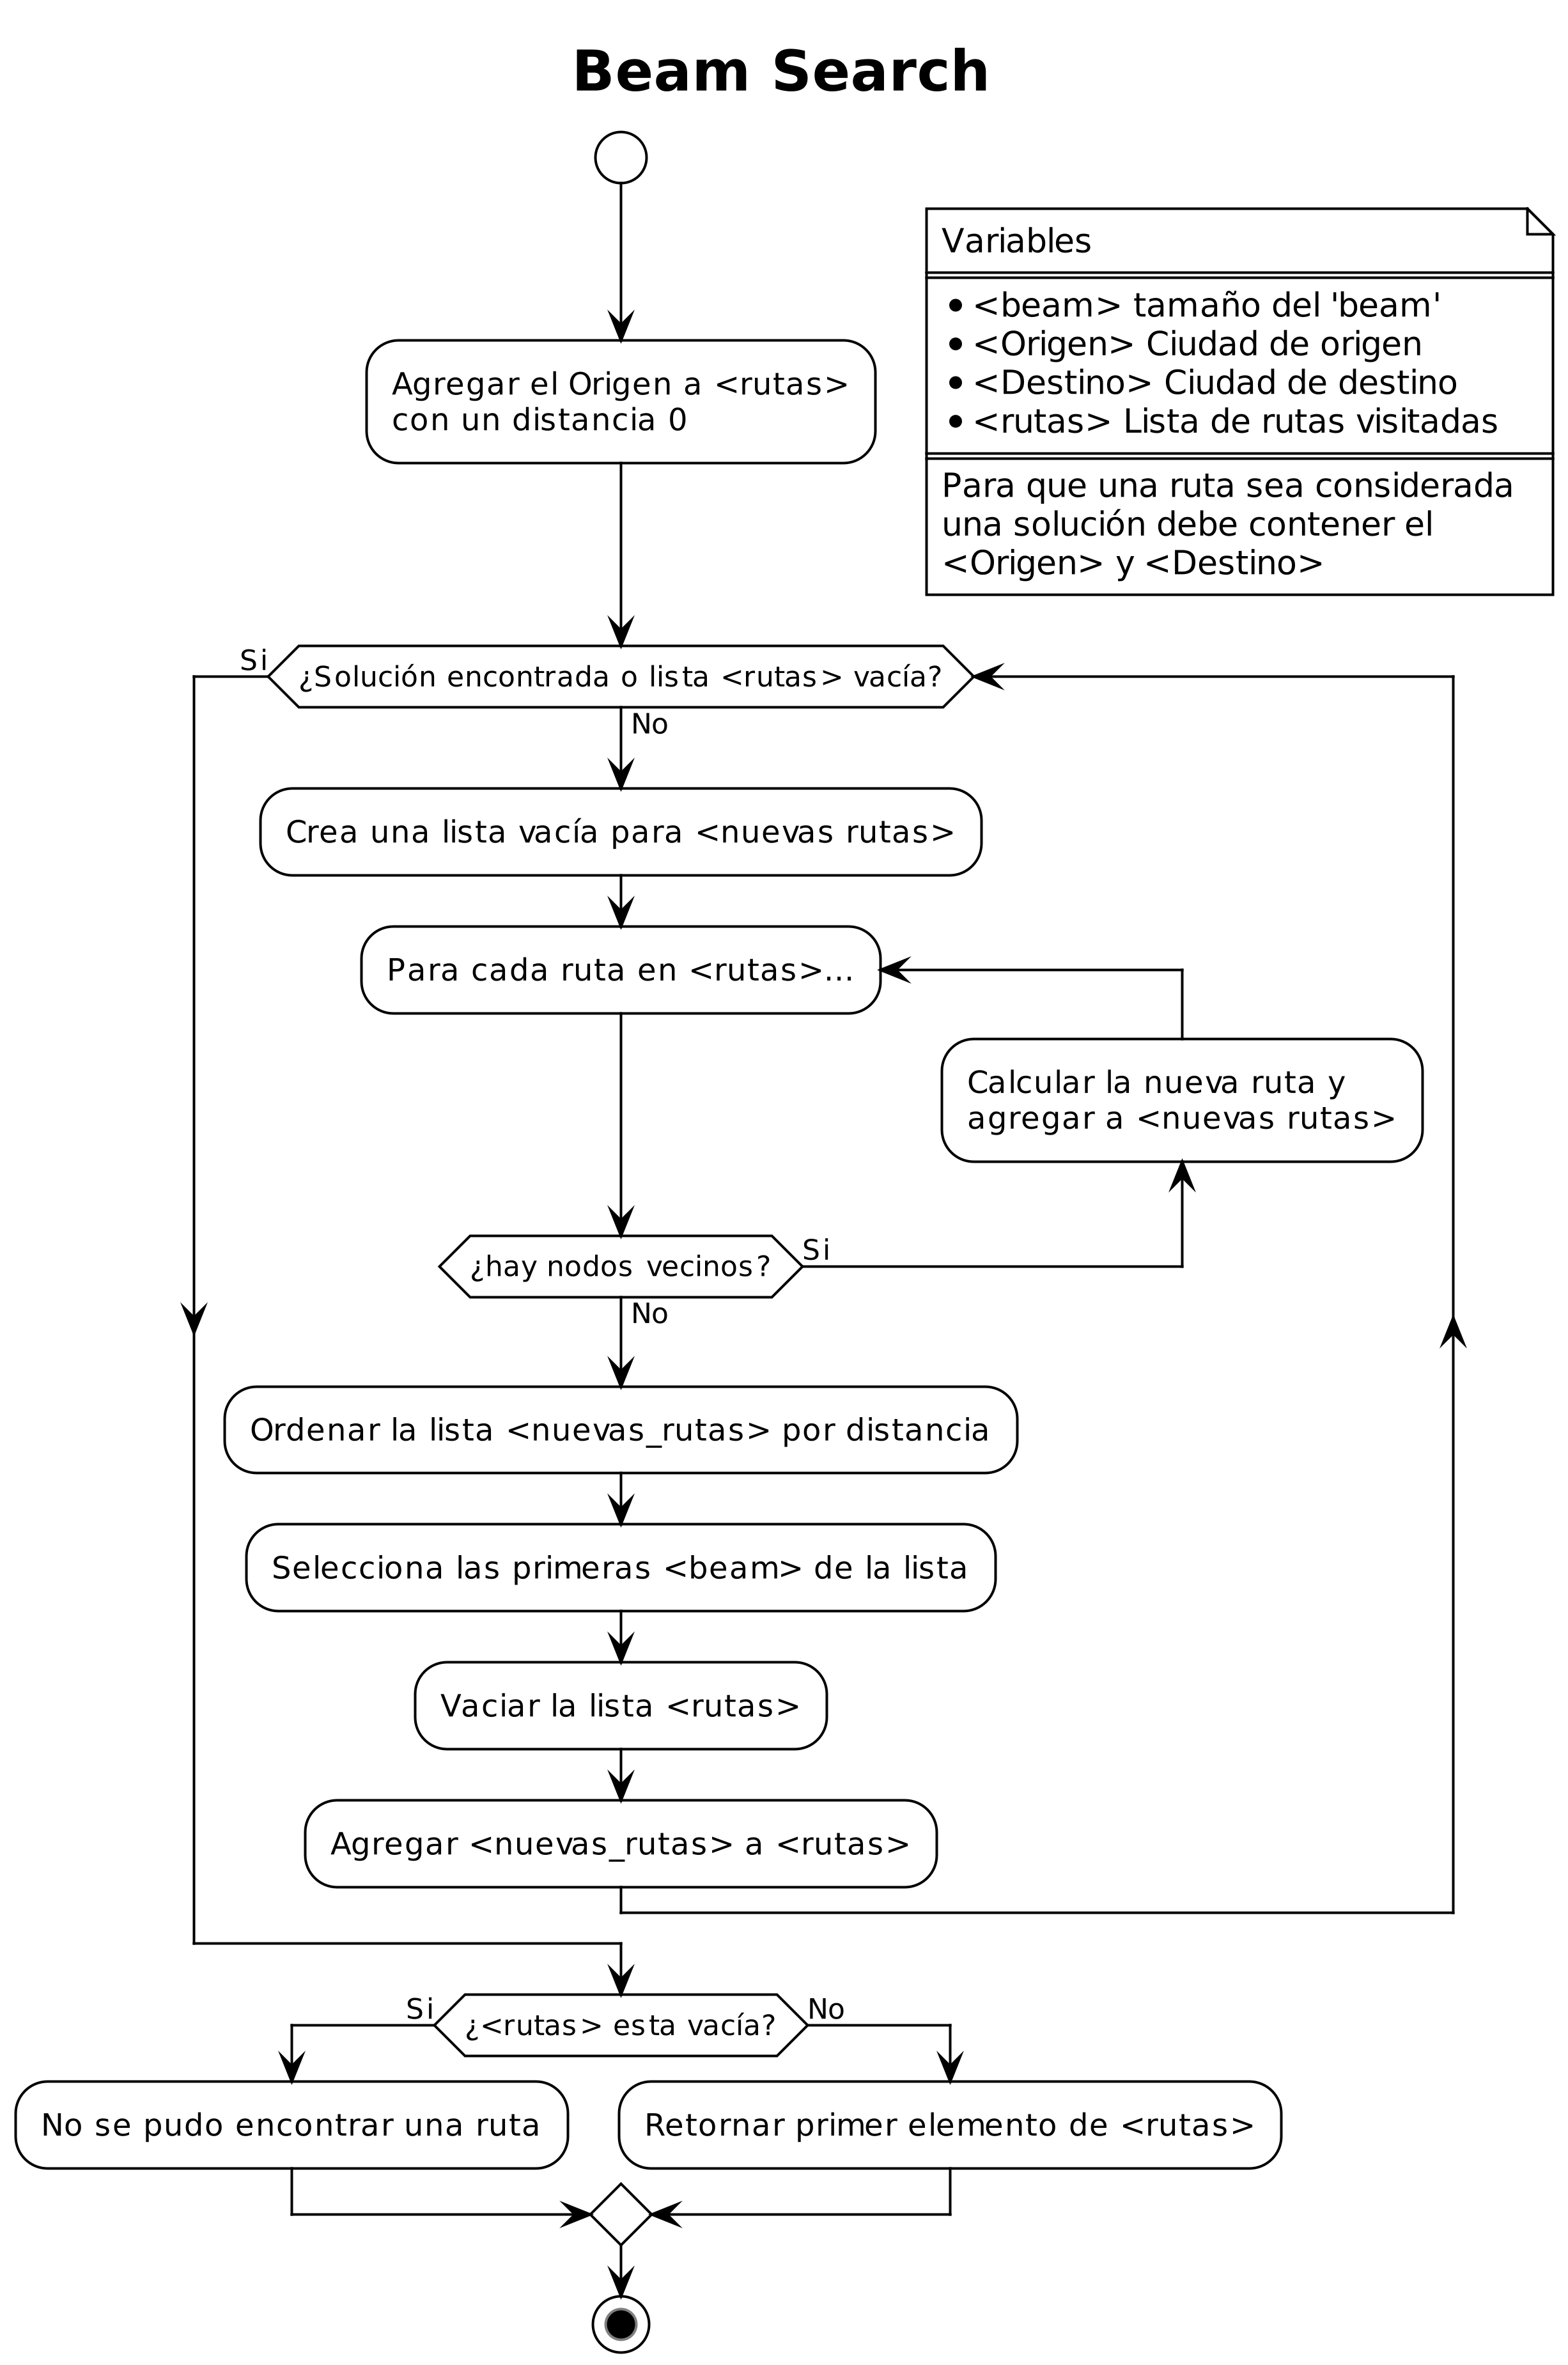 Beam Search
Variables
• <beam> tamaño del 'beam'
• <Origen> Ciudad de origen
• <Destino> Ciudad de destino
• <rutas> Lista de rutas visitadas
Para que una ruta sea considerada
una solución debe contener el
<Origen> y <Destino>
Agregar el Origen a <rutas>
con un distancia 0
Si
¿Solución encontrada o lista <rutas> vacía?
No
Crea una lista vacía para <nuevas rutas>
Para cada ruta en <rutas>...
Calcular la nueva ruta y
agregar a <nuevas rutas>
¿hay nodos vecinos?
Si
No
Ordenar la lista <nuevas_rutas> por distancia
Selecciona las primeras <beam> de la lista
Vaciar la lista <rutas>
Agregar <nuevas_rutas> a <rutas>
Si
¿<rutas> esta vacía?
No
No se pudo encontrar una ruta
Retornar primer elemento de <rutas>